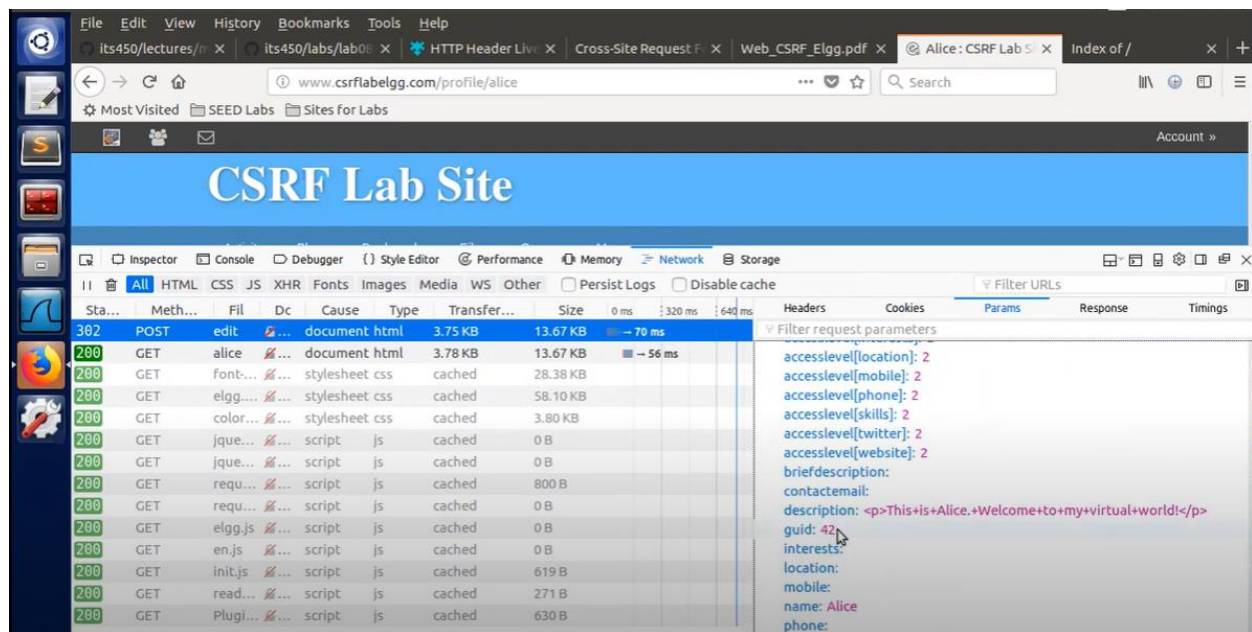 File Edit View History Bookmarks Tools Help
its450/lectures/ its450/labs/lab08 HTTP Header Live Cross-Site Request F Web_CSRF_Elgg.pdf Alice : CSRF Lab S Index of /
www.csrflabelgg.com/profile/alice Search
Most Visited SEED Labs Sites for Labs
Account »
CSRF Lab Site
Inspector Console Debugger {} Style Editor Performance Memory Network Storage
All HTML CSS JS XHR Fonts Images Media WS Other Persist Logs Disable cache Filter URLs
Sta... Meth... Fil Dc Cause Type Transfer... Size 0 ms 320 ms 640 ms Headers Cookies Params Response Timings
Filter request parameters
302 POST edit document html 3.75 KB 13.67 KB → 70 ms
200 GET alice document html 3.78 KB 13.67 KB → 56 ms
200 GET font-... stylesheet css cached 28.38 KB
200 GET elgg.... stylesheet css cached 58.10 KB
200 GET color... stylesheet css cached 3.80 KB
200 GET jque... script js cached 0 B
200 GET jque... script js cached 0 B
200 GET requ... script js cached 800 B
200 GET requ... script js cached 0 B
200 GET elgg.js script js cached 0 B
200 GET en.js script js cached 0 B
200 GET init.js script js cached 619 B
200 GET read... script js cached 271 B
200 GET Plugi... script js cached 630 B
accesslevel[location]: 2
accesslevel[mobile]: 2
accesslevel[phone]: 2
accesslevel[skills]: 2
accesslevel[twitter]: 2
accesslevel[website]: 2
briefdescription:
contactemail:
description: <p>This+is+Alice.+Welcome+to+my+virtual+world!</p>
guid: 42
interests:
location:
mobile:
name: Alice
phone: